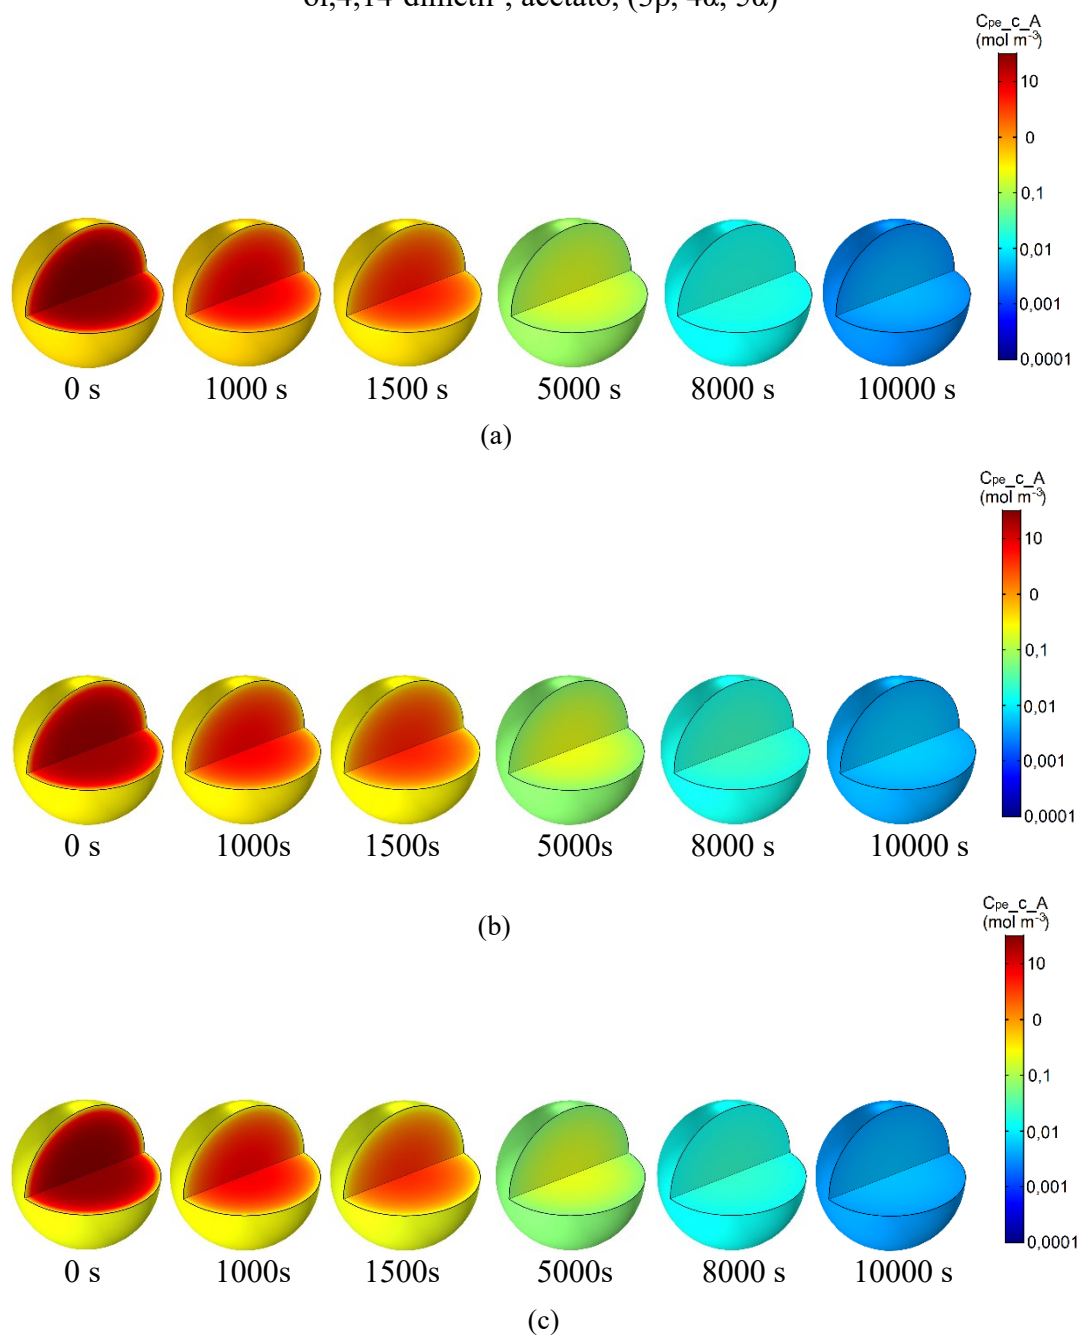 ol,4,14-dimetil-, acetato, (3β, 4α, 5α)
Cpe_c_A
(mol m-3)
10
0
0,1
0,01
0,001
0,0001
0 s 1000 s 1500 s 5000 s 8000 s 10000 s
(a)
Cpe_c_A
(mol m-3)
10
0
0,1
0,01
0,001
0,0001
0 s 1000s 1500s 5000s 8000 s 10000 s
(b)
Cpe_c_A
(mol m-3)
10
0
0,1
0,01
0,001
0,0001
0 s 1000s 1500s 5000s 8000 s 10000 s
(c)